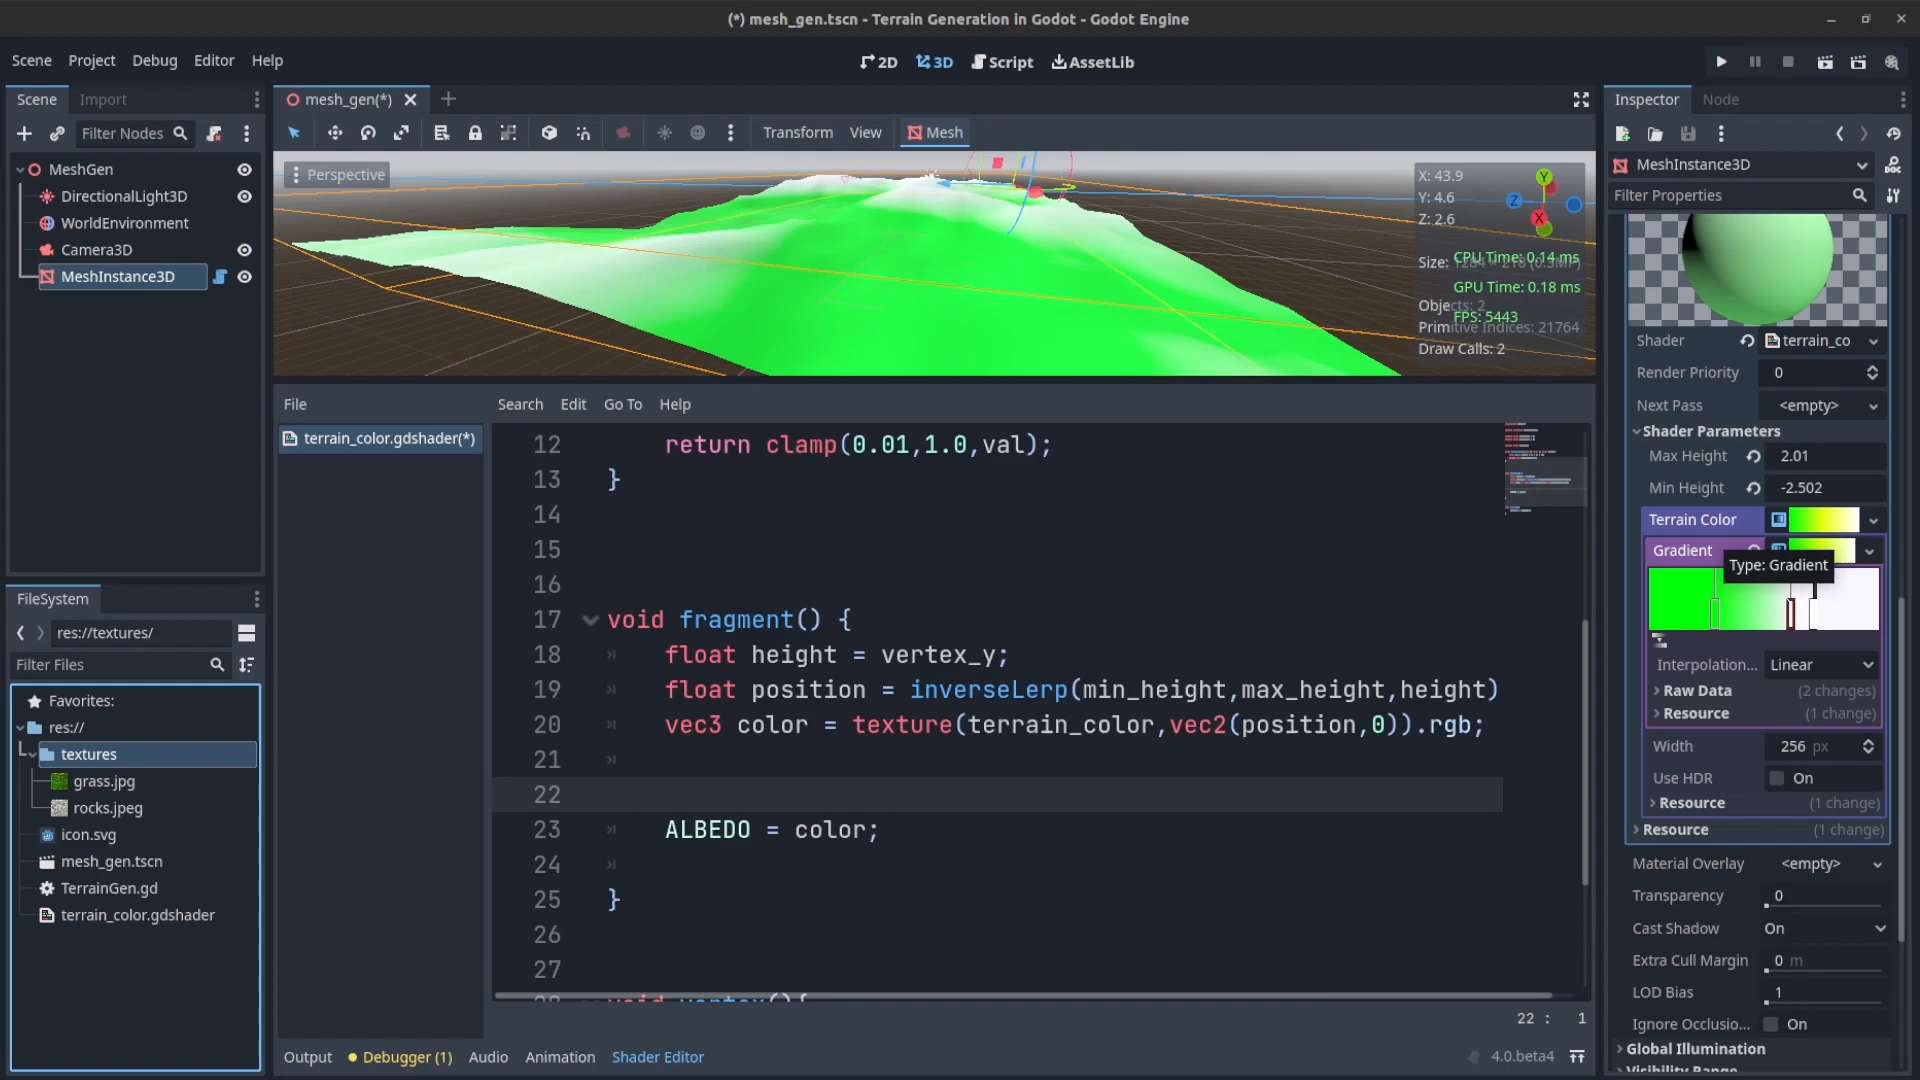 (*) mesh_gen.tscn - Terrain Generation in Godot - Godot Engine
Scene Project Debug Editor Help
2D 3D Script AssetLib
Scene Import
Filter Nodes
MeshGen
DirectionalLight3D
WorldEnvironment
Camera3D
MeshInstance3D
FileSystem
res://textures/
Filter Files
Favorites:
res://
textures
grass.jpg
rocks.jpeg
icon.svg
mesh_gen.tscn
TerrainGen.gd
terrain_color.gdshader
mesh_gen(*)
Transform View Mesh
Perspective
X: 43.9
Y: 4.6
Z: 2.6
Y
Z
X
CPU Time: 0.14 ms
Size:
GPU Time: 0.18 ms
Objects: 2
FPS: 5443
Primitive Indices: 21764
Draw Calls: 2
File Search Edit Go To Help
terrain_color.gdshader(*)
12 return clamp(0.01,1.0,val);
13 }
14
15
16
17 void fragment() {
18 float height = vertex_y;
19 float position = inverseLerp(min_height,max_height,height)
20 vec3 color = texture(terrain_color,vec2(position,0)).rgb;
21
22
23 ALBEDO = color;
24
25 }
26
27
28 void vertex(){
22 : 1
Output Debugger (1) Audio Animation Shader Editor
4.0.beta4
Inspector Node
MeshInstance3D
Filter Properties
Shader terrain_co
Render Priority 0
Next Pass <empty>
Shader Parameters
Max Height 2.01
Min Height -2.502
Terrain Color
Gradient
Type: Gradient
Interpolation... Linear
Raw Data (2 changes)
Resource (1 change)
Width 256 px
Use HDR On
Resource (1 change)
Resource (1 change)
Material Overlay <empty>
Transparency 0
Cast Shadow On
Extra Cull Margin 0 m
LOD Bias 1
Ignore Occlusio... On
Global Illumination
Visibility Range